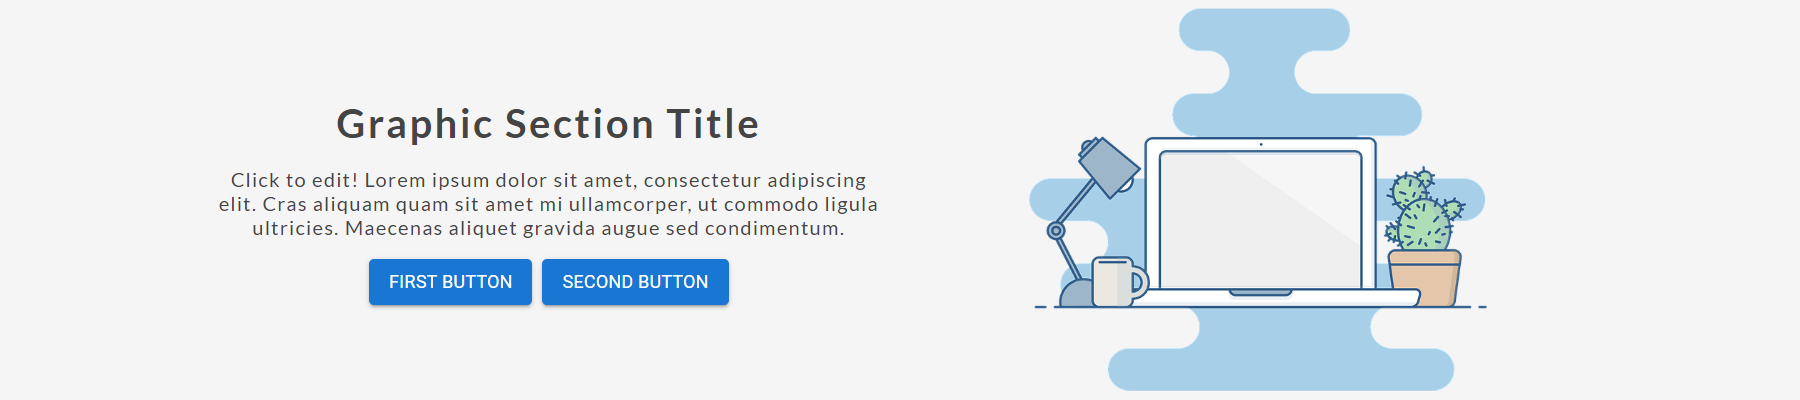 Graphic Section Title
Click to edit! Lorem ipsum dolor sit amet, consectetur adipiscing
elit. Cras aliquam quam sit amet mi ullamcorper, ut commodo ligula
ultricies. Maecenas aliquet gravida augue sed condimentum.
FIRST BUTTON
SECOND BUTTON